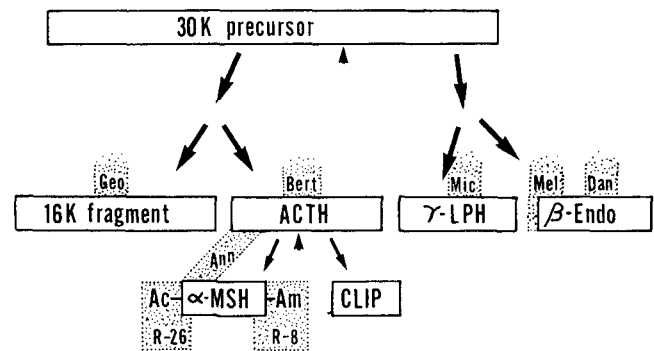 30K precursor
Geo Bert Mic Mel Dan
16K fragment ACTH γ-LPH β-Endo
Ann
Ac-α-MSH-Am CLIP
R-26 R-8